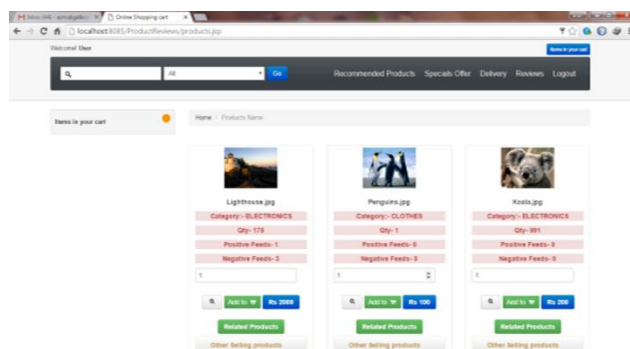 Online Shopping cart
localhost:8085/ProductReviews/products.jsp
Welcome! User
Items in your cart
All
Go
Recommended Products Specials Offer Delivery Reviews Logout
Items in your cart
Home / Products Name
Lighthouse.jpg
Penguins.jpg
Koala.jpg
Category:- ELECTRONICS
Category:- CLOTHES
Category:- ELECTRONICS
Qty- 175
Qty- 1
Qty- 991
Positive Feeds- 1
Positive Feeds- 0
Positive Feeds- 0
Negative Feeds- 3
Negative Feeds- 0
Negative Feeds- 0
1
1
1
Add to Rs 2000
Add to Rs 100
Add to Rs 200
Related Products
Related Products
Related Products
Other Selling products
Other Selling products
Other Selling products